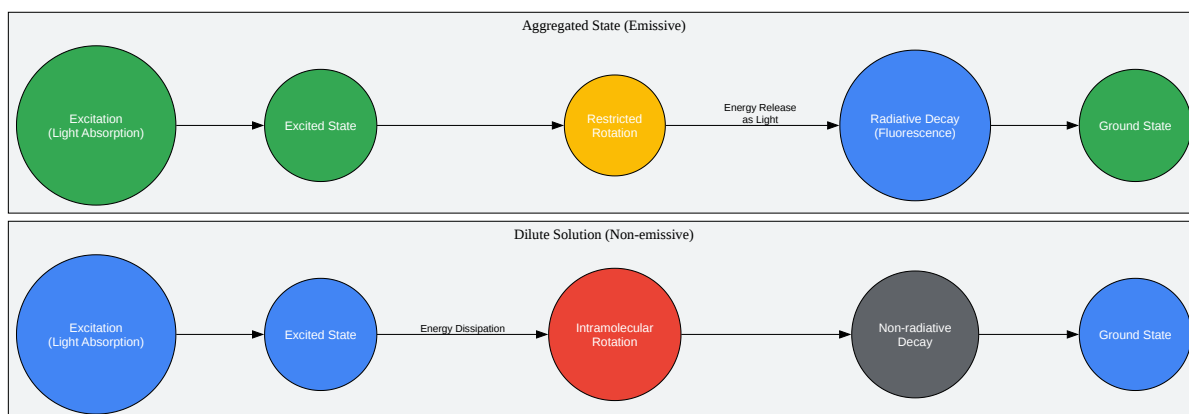 Aggregated State (Emissive)
Excitation
(Light Absorption)
Excited State
Restricted
Rotation
Energy Release
as Light
Radiative Decay
(Fluorescence)
Ground State
Dilute Solution (Non-emissive)
Excitation
(Light Absorption)
Excited State
Energy Dissipation
Intramolecular
Rotation
Non-radiative
Decay
Ground State